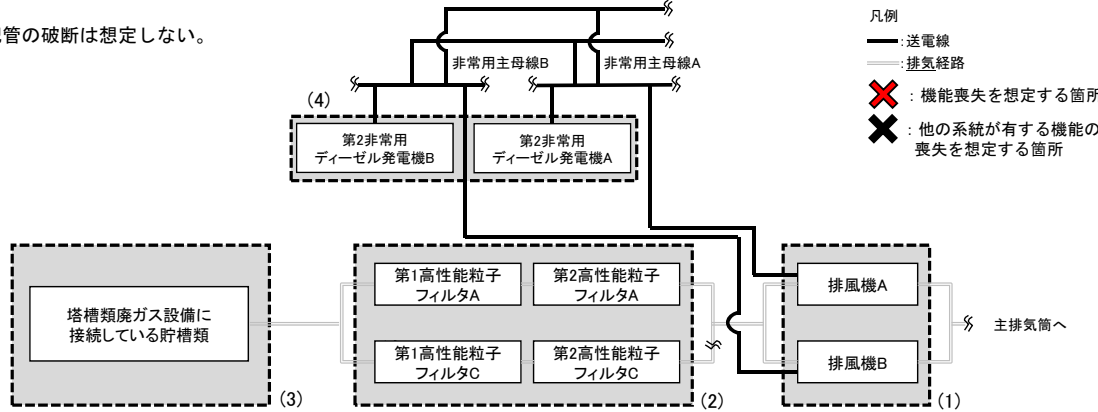 管の破断は想定しない。
凡例
:送電線
:排気経路
:機能喪失を想定する箇所
:他の系統が有する機能の
喪失を想定する箇所
非常用主母線B
非常用主母線A
(4)
第2非常用
ディーゼル発電機B
第2非常用
ディーゼル発電機A
塔槽類廃ガス設備に
接続している貯槽類
(3)
第1高性能粒子
フィルタA
第2高性能粒子
フィルタA
第1高性能粒子
フィルタC
第2高性能粒子
フィルタC
(2)
排風機A
排風機B
(1)
主排気筒へ